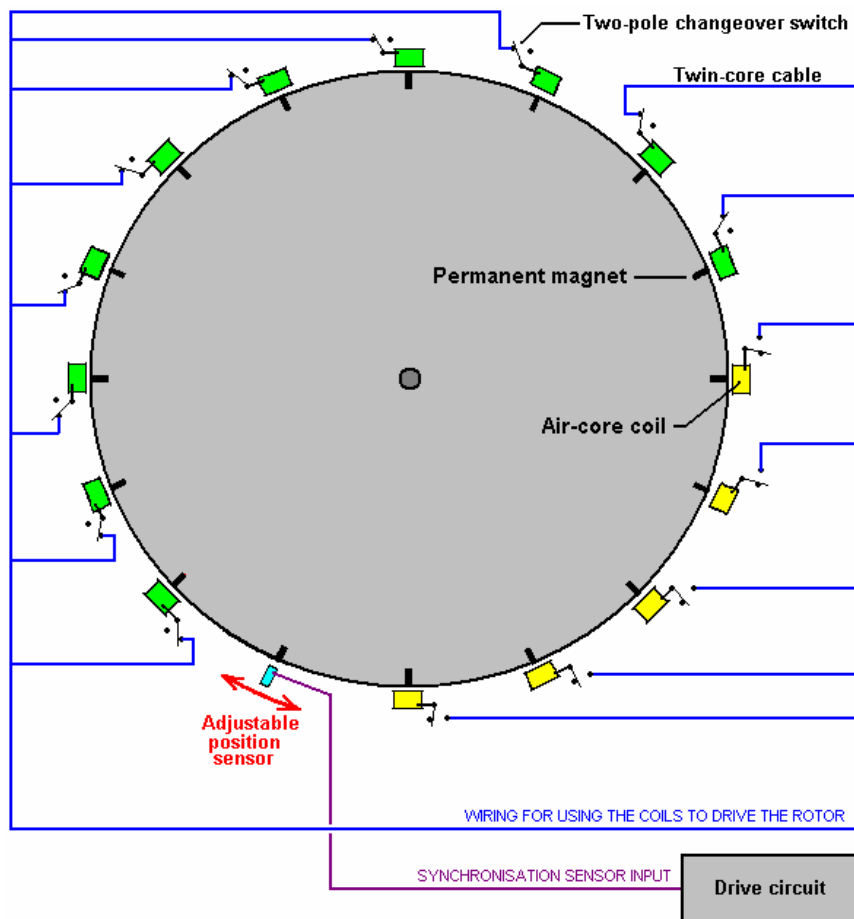 Two-pole changeover switch
Twin-core cable
Permanent magnet
Air-core coil
Adjustable
position
sensor
WIRING FOR USING THE COILS TO DRIVE THE ROTOR
SYNCHRONISATION SENSOR INPUT
Drive circuit